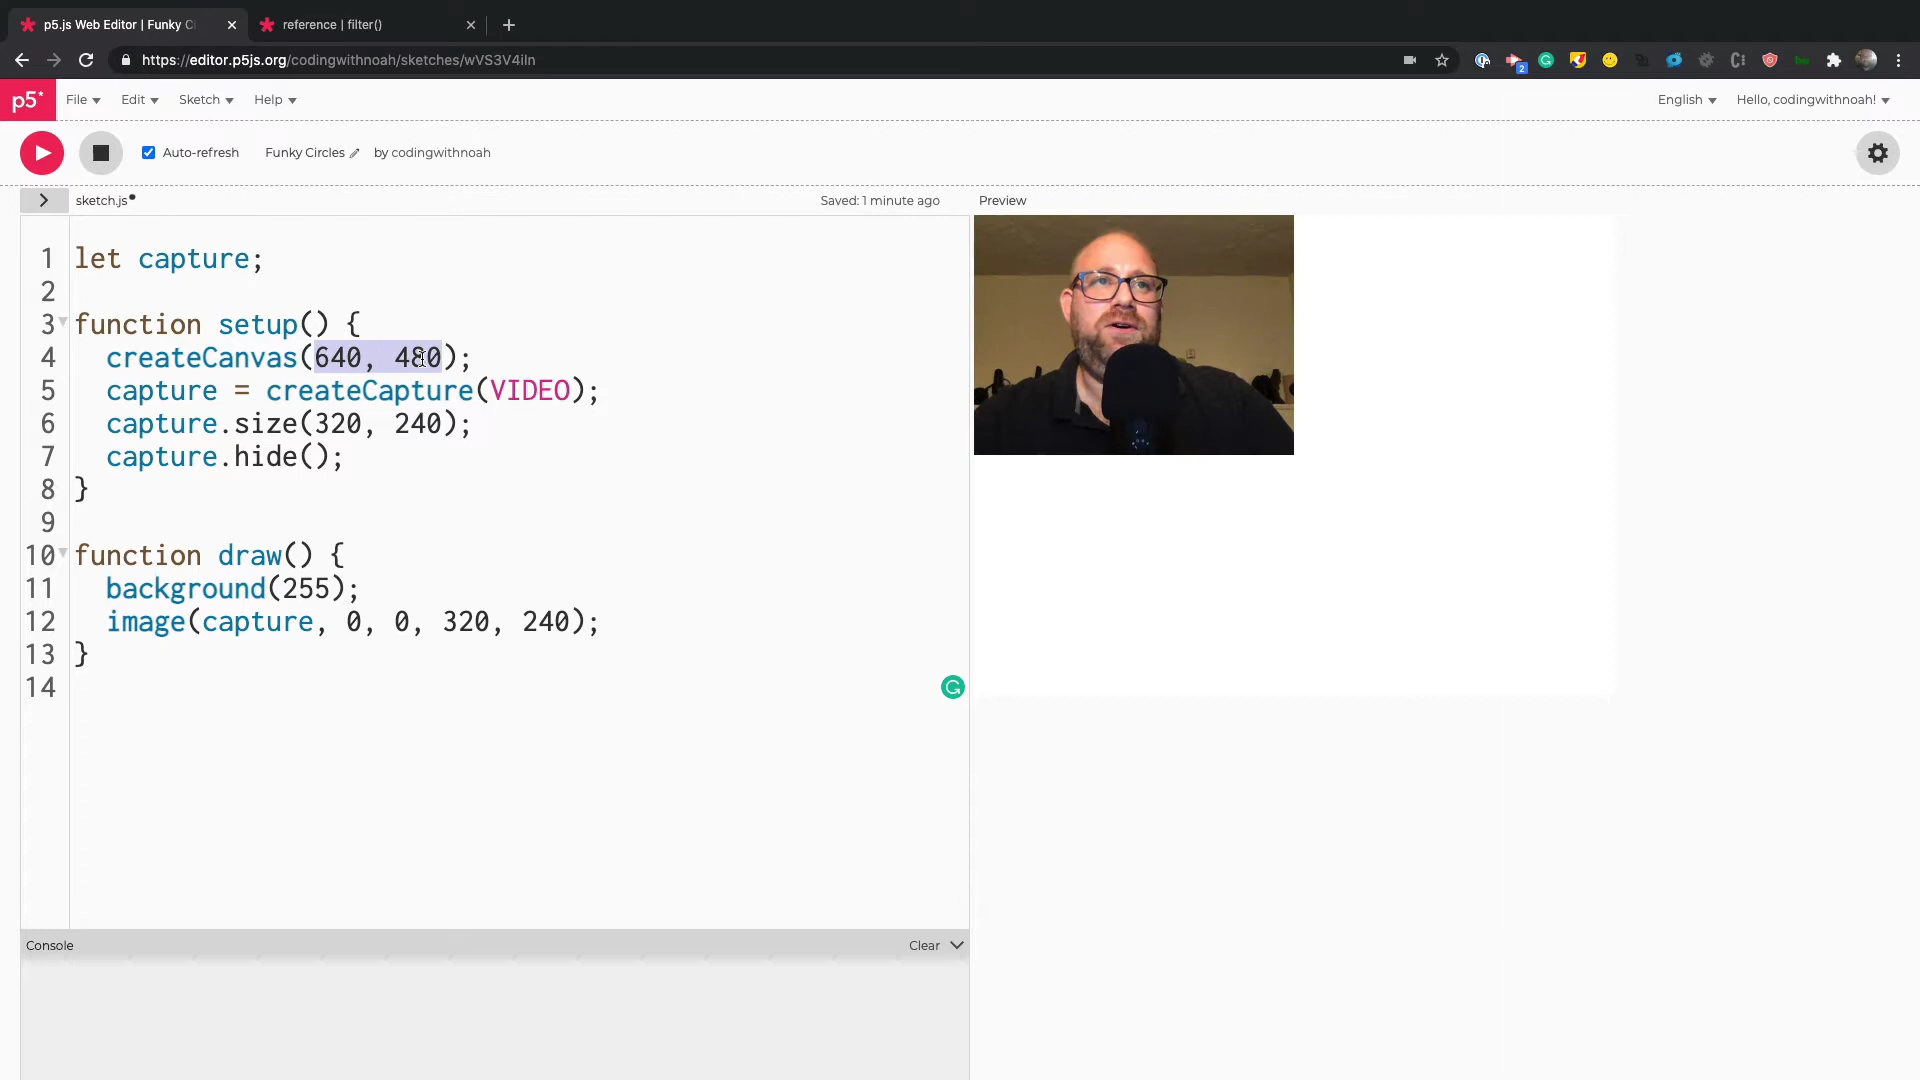 p5.js Web Editor | Funky C
reference | filter()
https://editor.p5js.org/codingwithnoah/sketches/wVS3V4iln
2
p5*
File
Edit
Sketch
Help
English
Hello, codingwithnoah!
Auto-refresh
Funky Circles
by codingwithnoah
sketch.js
Saved: 1 minute ago
Preview
1 let capture;
2
3 function setup() {
4 createCanvas(640, 480);
5 capture = createCapture(VIDEO);
6 capture.size(320, 240);
7 capture.hide();
8 }
9
10 function draw() {
11 background(255);
12 image(capture, 0, 0, 320, 240);
13 }
14
Console
Clear